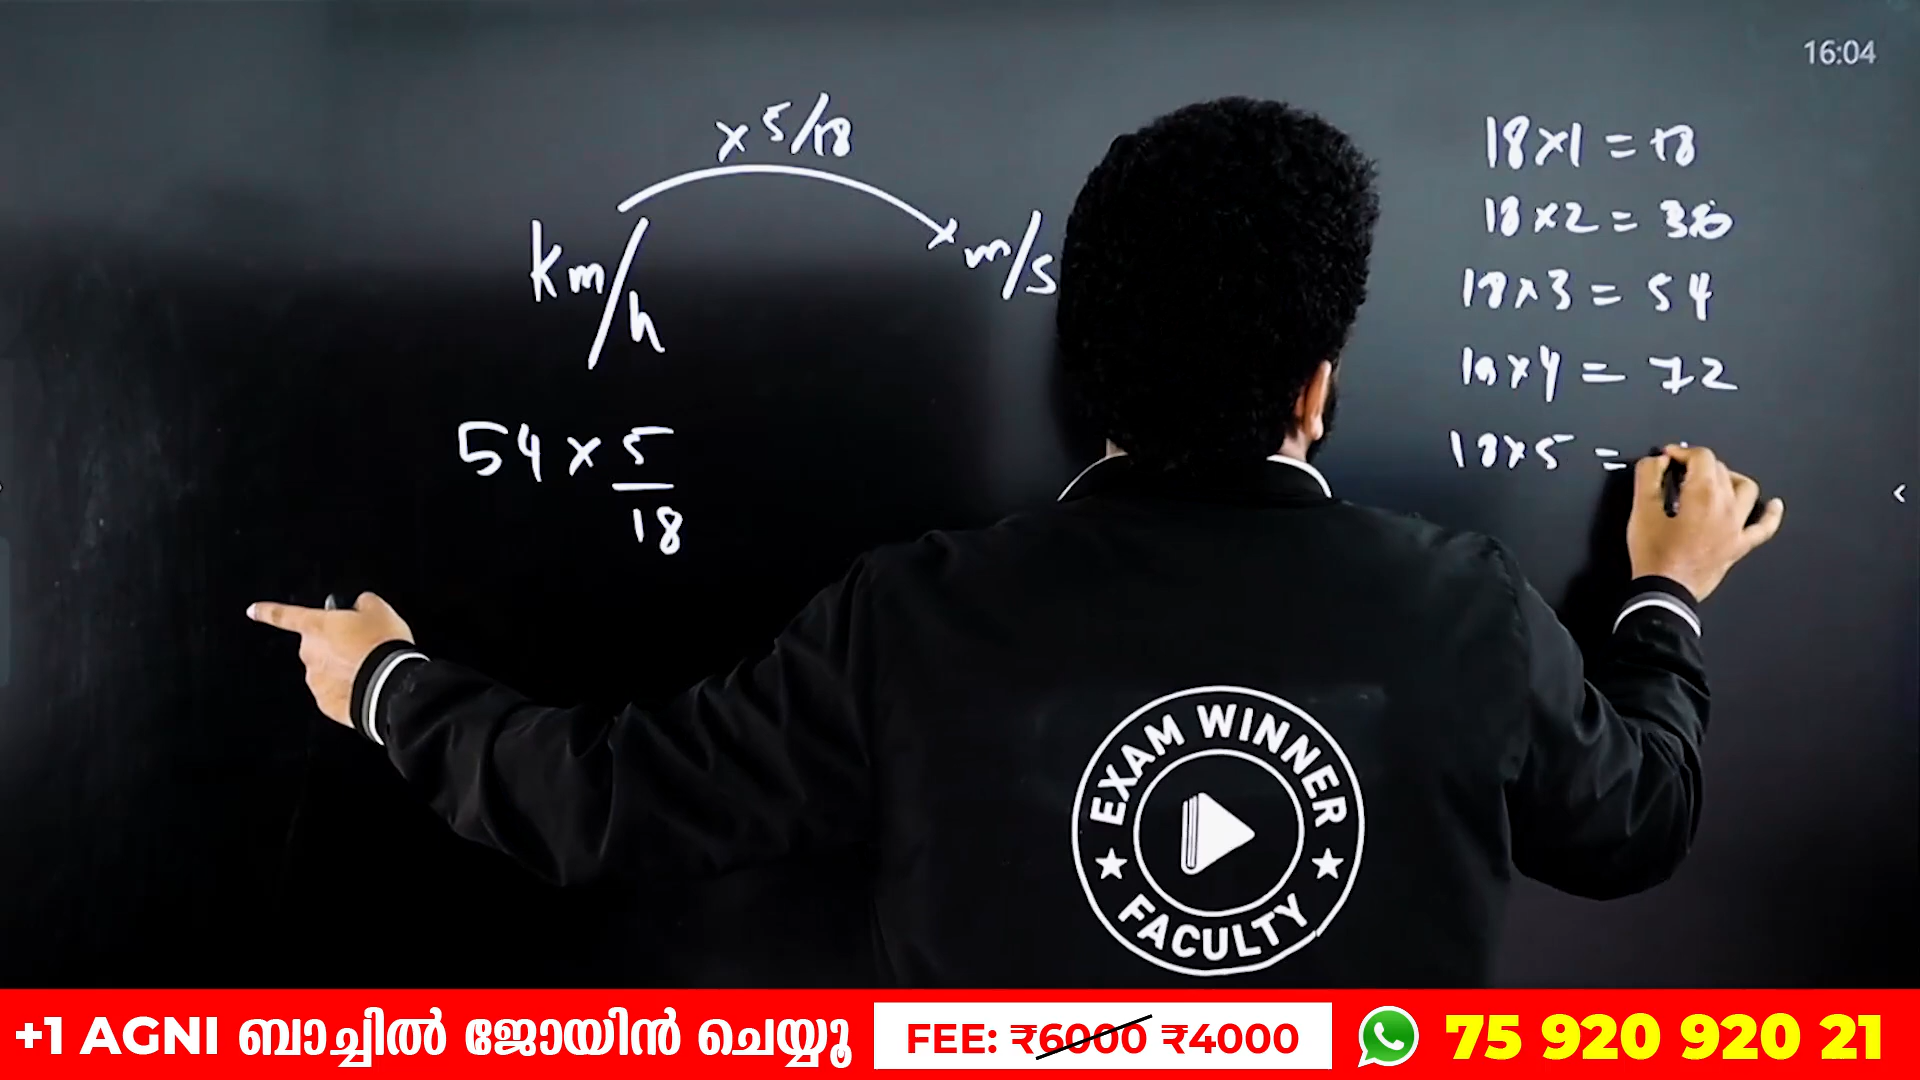 16:04
× 5/18
km/h
m/s
54 × 5/18
18×1 = 18
18×2 = 36
18×3 = 54
18×4 = 72
18×5 =
EXAM WINNER
FACULTY
+1 AGNI ബാച്ചിൽ ജോയിൻ ചെയ്യൂ
FEE: ₹6000 ₹4000
75 920 920 21